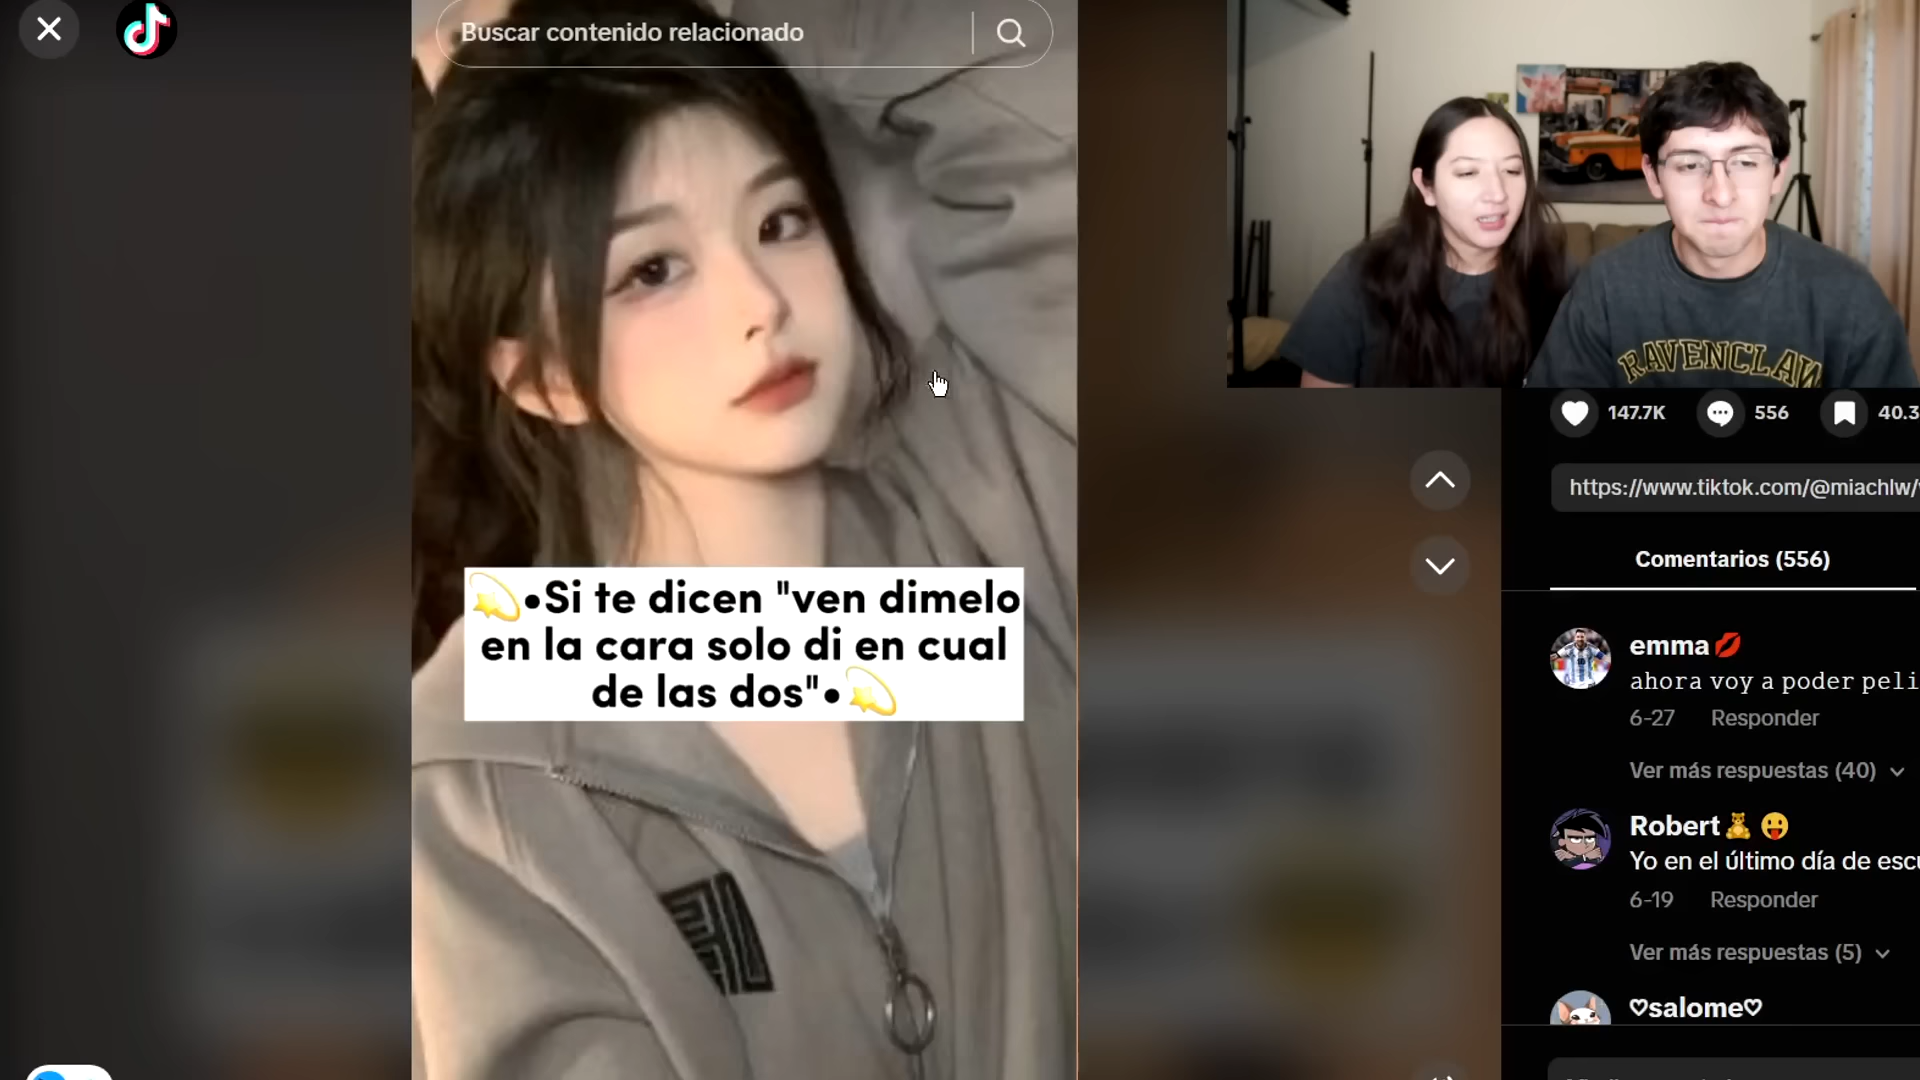 Buscar contenido relacionado
💫•Si te dicen "ven dimelo
en la cara solo di en cual
de las dos"•💫
RAVENCLAW
147.7K
556
40.3
https://www.tiktok.com/@miachlw/
Comentarios (556)
emma💋
ahora voy a poder peli
6-27 Responder
Ver más respuestas (40)
Robert🧸😛
Yo en el último día de escu
6-19 Responder
Ver más respuestas (5)
♡salome♡